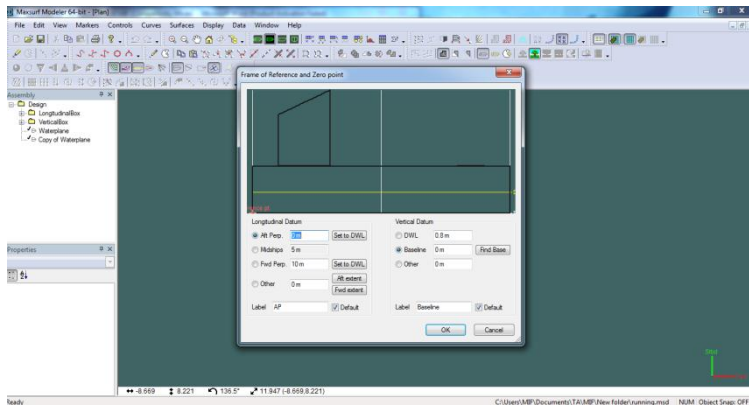 Maxsurf Modeler 64-bit - [Plan]
File Edit View Markers Controls Curves Surfaces Display Data Window Help
Assembly
Design
LongitudinalBox
VerticalBox
Waterplane
Copy of Waterplane
Properties
Frame of Reference and Zero point
Longitudinal Datum
Vertical Datum
Aft Perp. 0 m Set to DWL
DWL 0.8 m
Midships 5 m
Baseline 0 m Find Base
Fwd Perp. 10 m Set to DWL
Other 0 m
Other 0 m Aft extent
Fwd extent
Label AP Default
Label Baseline Default
OK Cancel
-8.669 8.221 136.5° 11.947 (-8.669,8.221)
Ready C:\Users\MIF\Documents\TA\MIF\New folder\running.msd NUM Object Snap: OFF